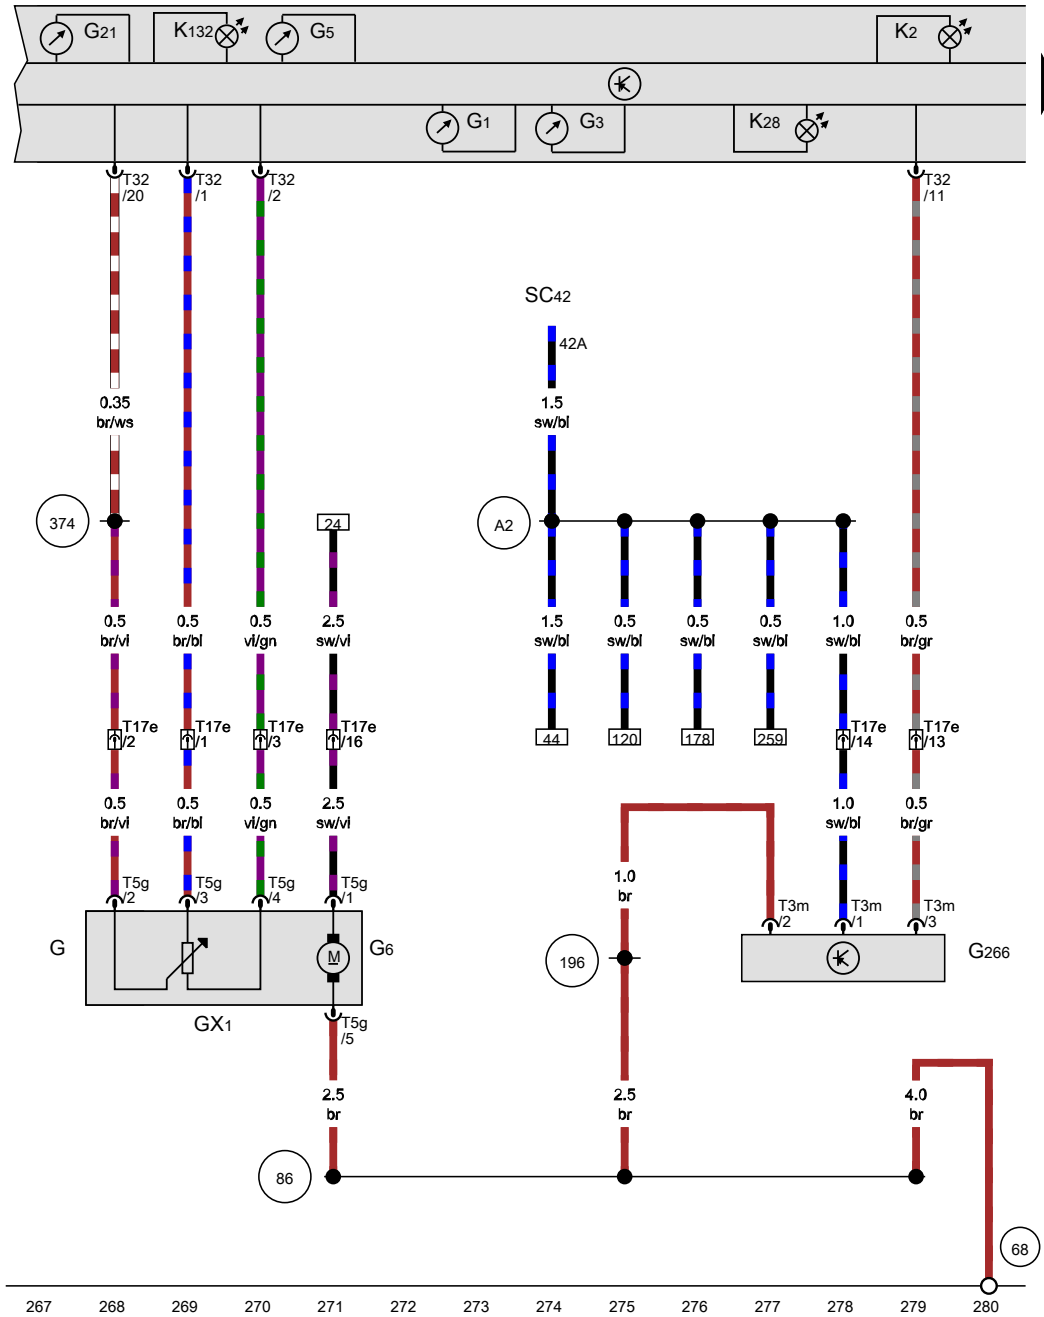 G21 K132 G5 K2
G1 G3 K28
T32 T32 T32 T32
/20 /1 /2 /11
SC42
42A
0.35 1.5
br/ws sw/bl
374 24 A2
0.5 0.5 0.5 2.5 1.5 0.5 0.5 0.5 1.0 0.5
br/vi br/bl vi/gn sw/vi sw/bl sw/bl sw/bl sw/bl sw/bl br/gr
T17e T17e T17e T17e T17e T17e
/2 /1 /3 /16 44 120 178 259 /14 /13
0.5 0.5 0.5 2.5 1.0 0.5
br/vi br/bl vi/gn sw/vi sw/bl br/gr
1.0
br
T5g T5g T5g T5g
/2 /3 /4 /1
T3m T3m T3m
/2 /1 /3
G M G6 196 G266
GX1
T5g
/5
2.5 2.5 4.0
br br br
86
68
267 268 269 270 271 272 273 274 275 276 277 278 279 280